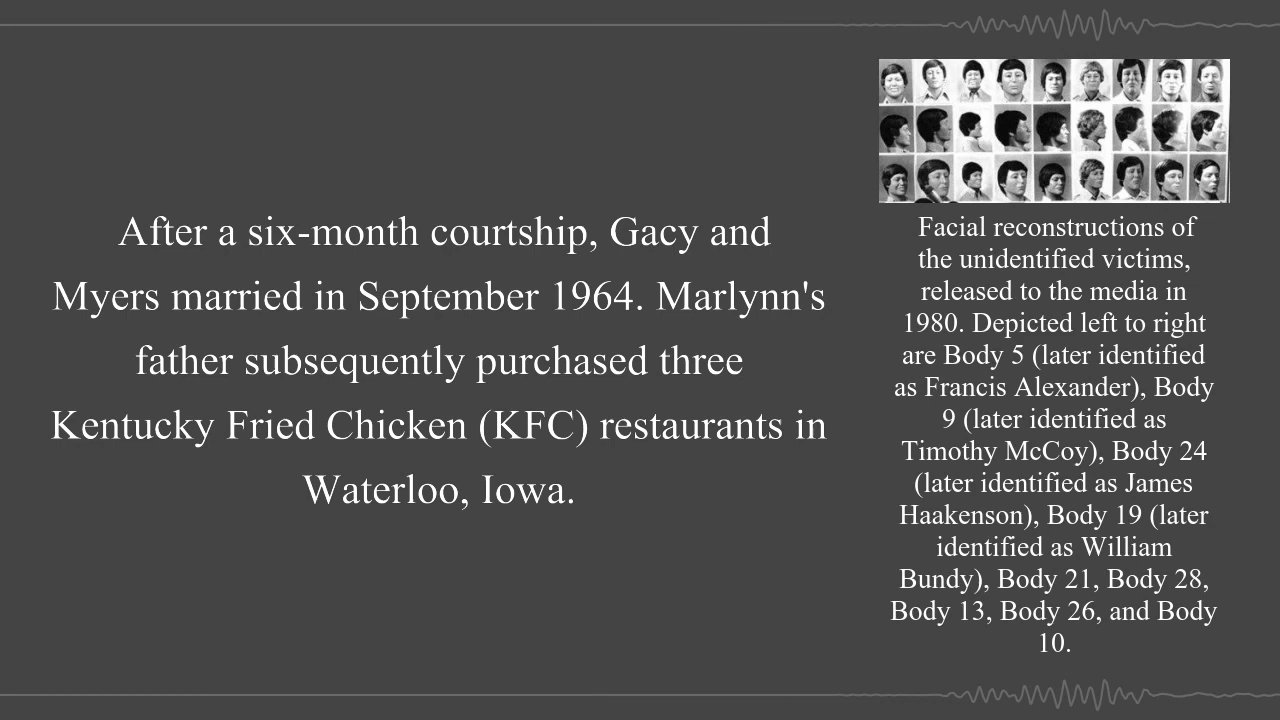 After a six-month courtship, Gacy and
Myers married in September 1964. Marlynn's
father subsequently purchased three
Kentucky Fried Chicken (KFC) restaurants in
Waterloo, Iowa.
Facial reconstructions of
the unidentified victims,
released to the media in
1980. Depicted left to right
are Body 5 (later identified
as Francis Alexander), Body
9 (later identified as
Timothy McCoy), Body 24
(later identified as James
Haakenson), Body 19 (later
identified as William
Bundy), Body 21, Body 28,
Body 13, Body 26, and Body
10.